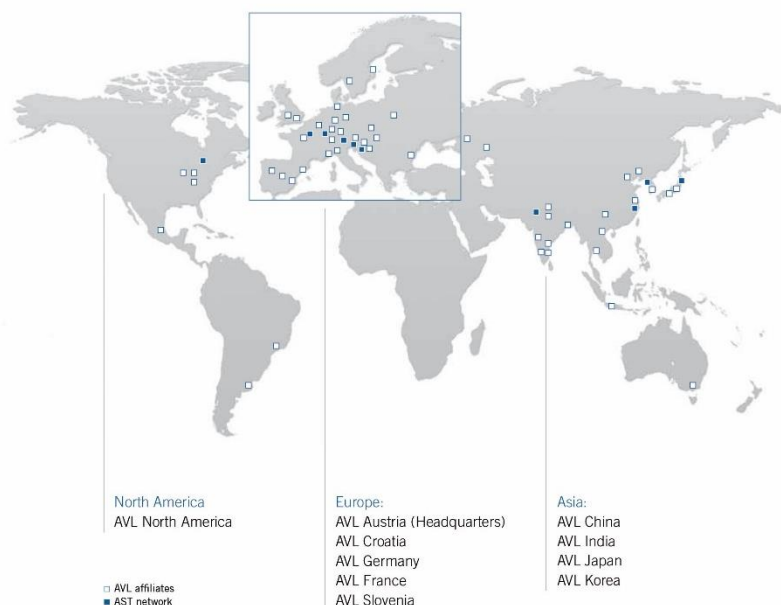 North America
AVL North America
Europe:
AVL Austria (Headquarters)
AVL Croatia
AVL Germany
AVL France
AVL Slovenia
Asia:
AVL China
AVL India
AVL Japan
AVL Korea
AVL affiliates
AST network